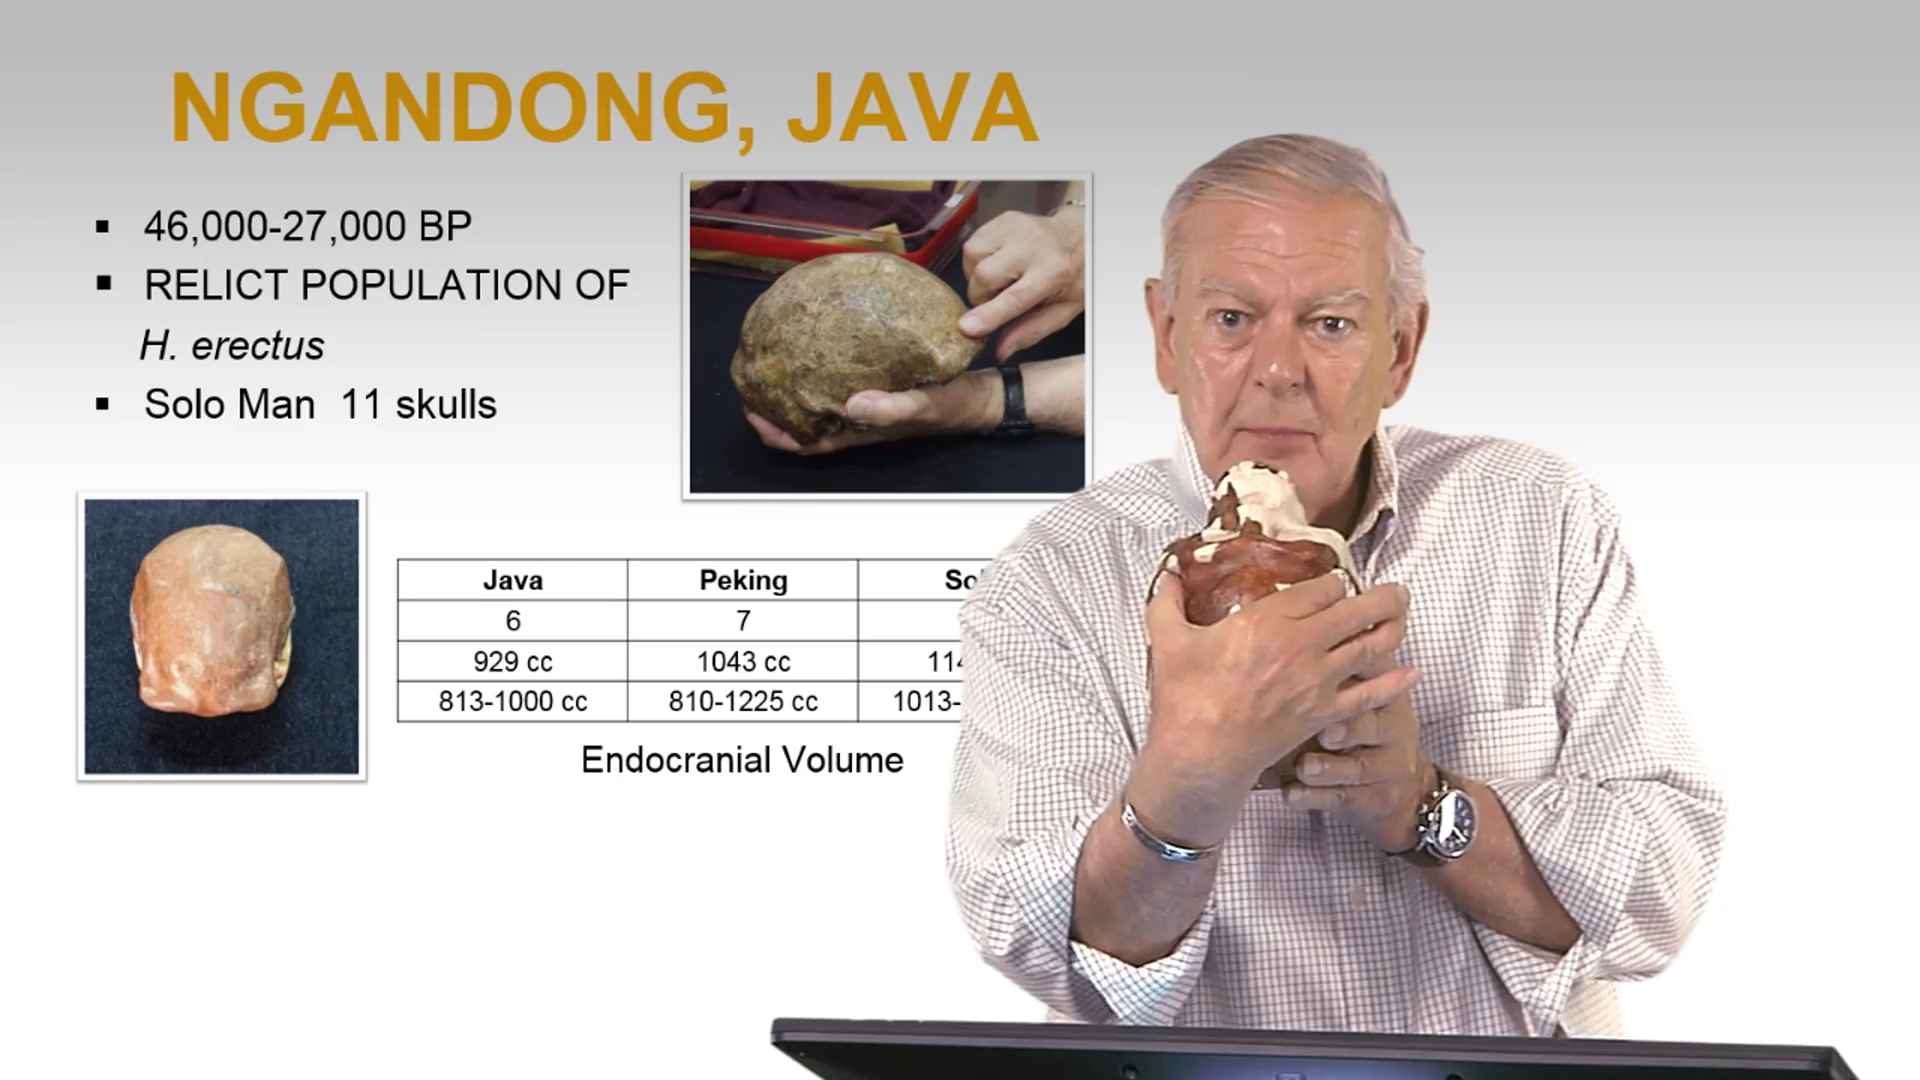 NGANDONG, JAVA
▪ 46,000-27,000 BP
▪ RELICT POPULATION OF
H. erectus
▪ Solo Man 11 skulls
Java Peking
6 7
929 cc 1043 cc
813-1000 cc 810-1225 cc 1013-
Endocranial Volume